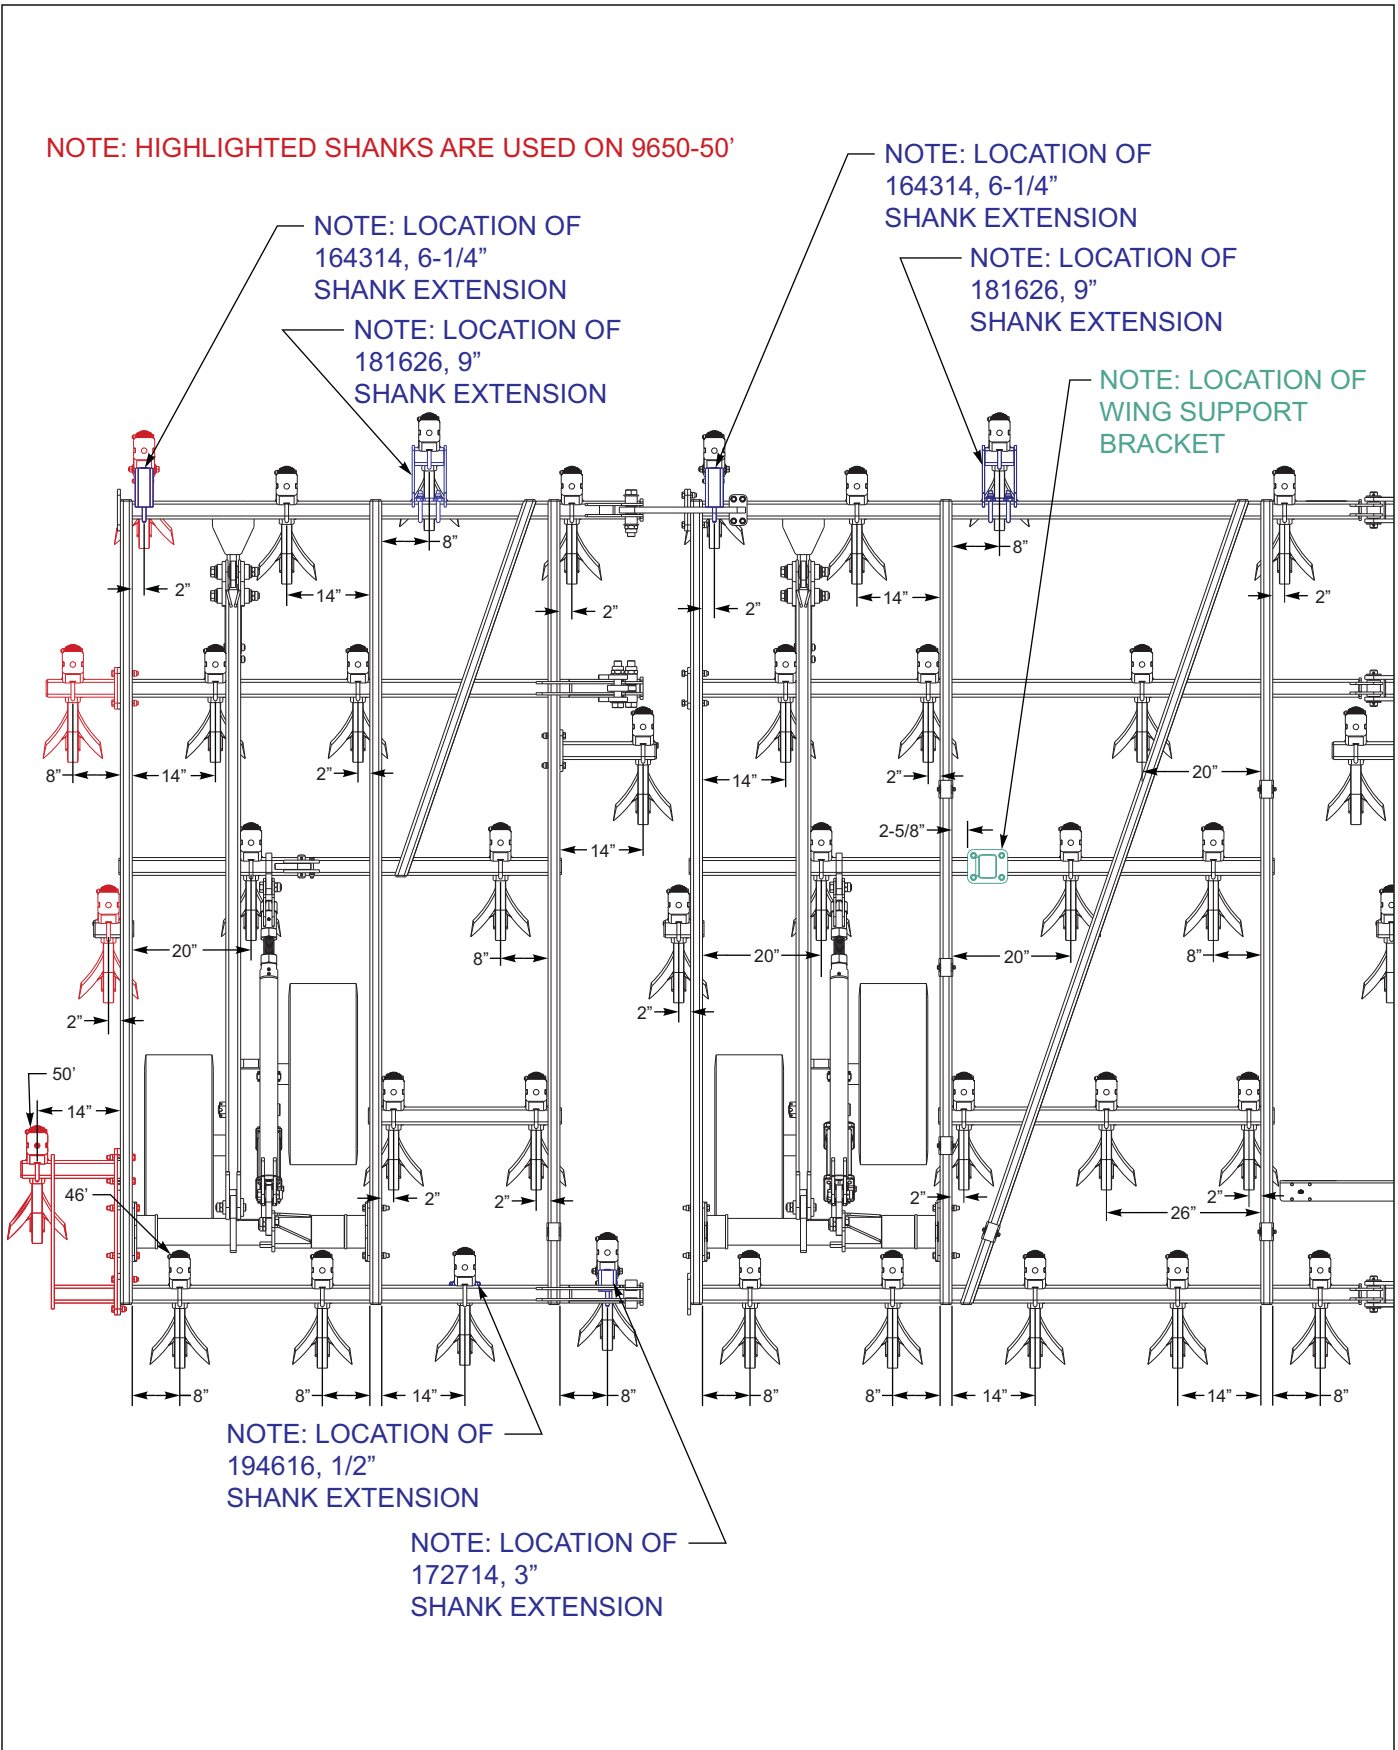 NOTE: HIGHLIGHTED SHANKS ARE USED ON 9650-50’
NOTE: LOCATION OF
164314, 6-1/4”
SHANK EXTENSION
NOTE: LOCATION OF
181626, 9”
SHANK EXTENSION
NOTE: LOCATION OF
164314, 6-1/4”
SHANK EXTENSION
NOTE: LOCATION OF
181626, 9”
SHANK EXTENSION
NOTE: LOCATION OF
WING SUPPORT
BRACKET
8”
8”
2”
14”
2”
2”
14”
2”
8”
14”
2”
14”
2”
20”
14”
2-5/8”
20”
8”
20”
20”
8”
2”
2”
50’
14”
46’
2”
2”
2”
2”
26”
8”
8”
14”
8”
8”
8”
14”
14”
8”
NOTE: LOCATION OF
194616, 1/2”
SHANK EXTENSION
NOTE: LOCATION OF
172714, 3”
SHANK EXTENSION